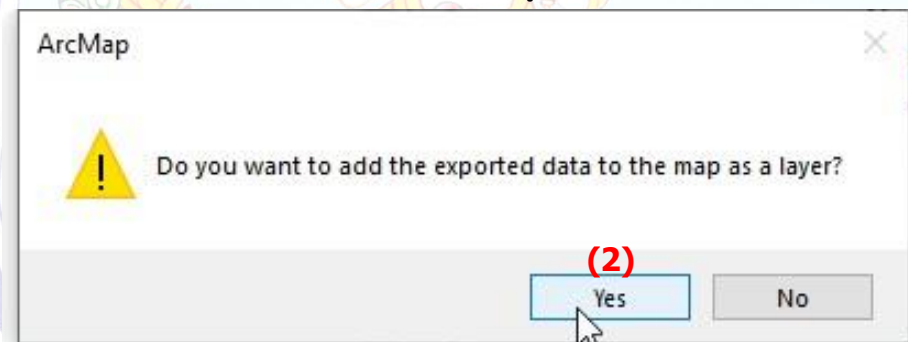 ArcMap
Do you want to add the exported data to the map as a layer?
(2)
Yes No